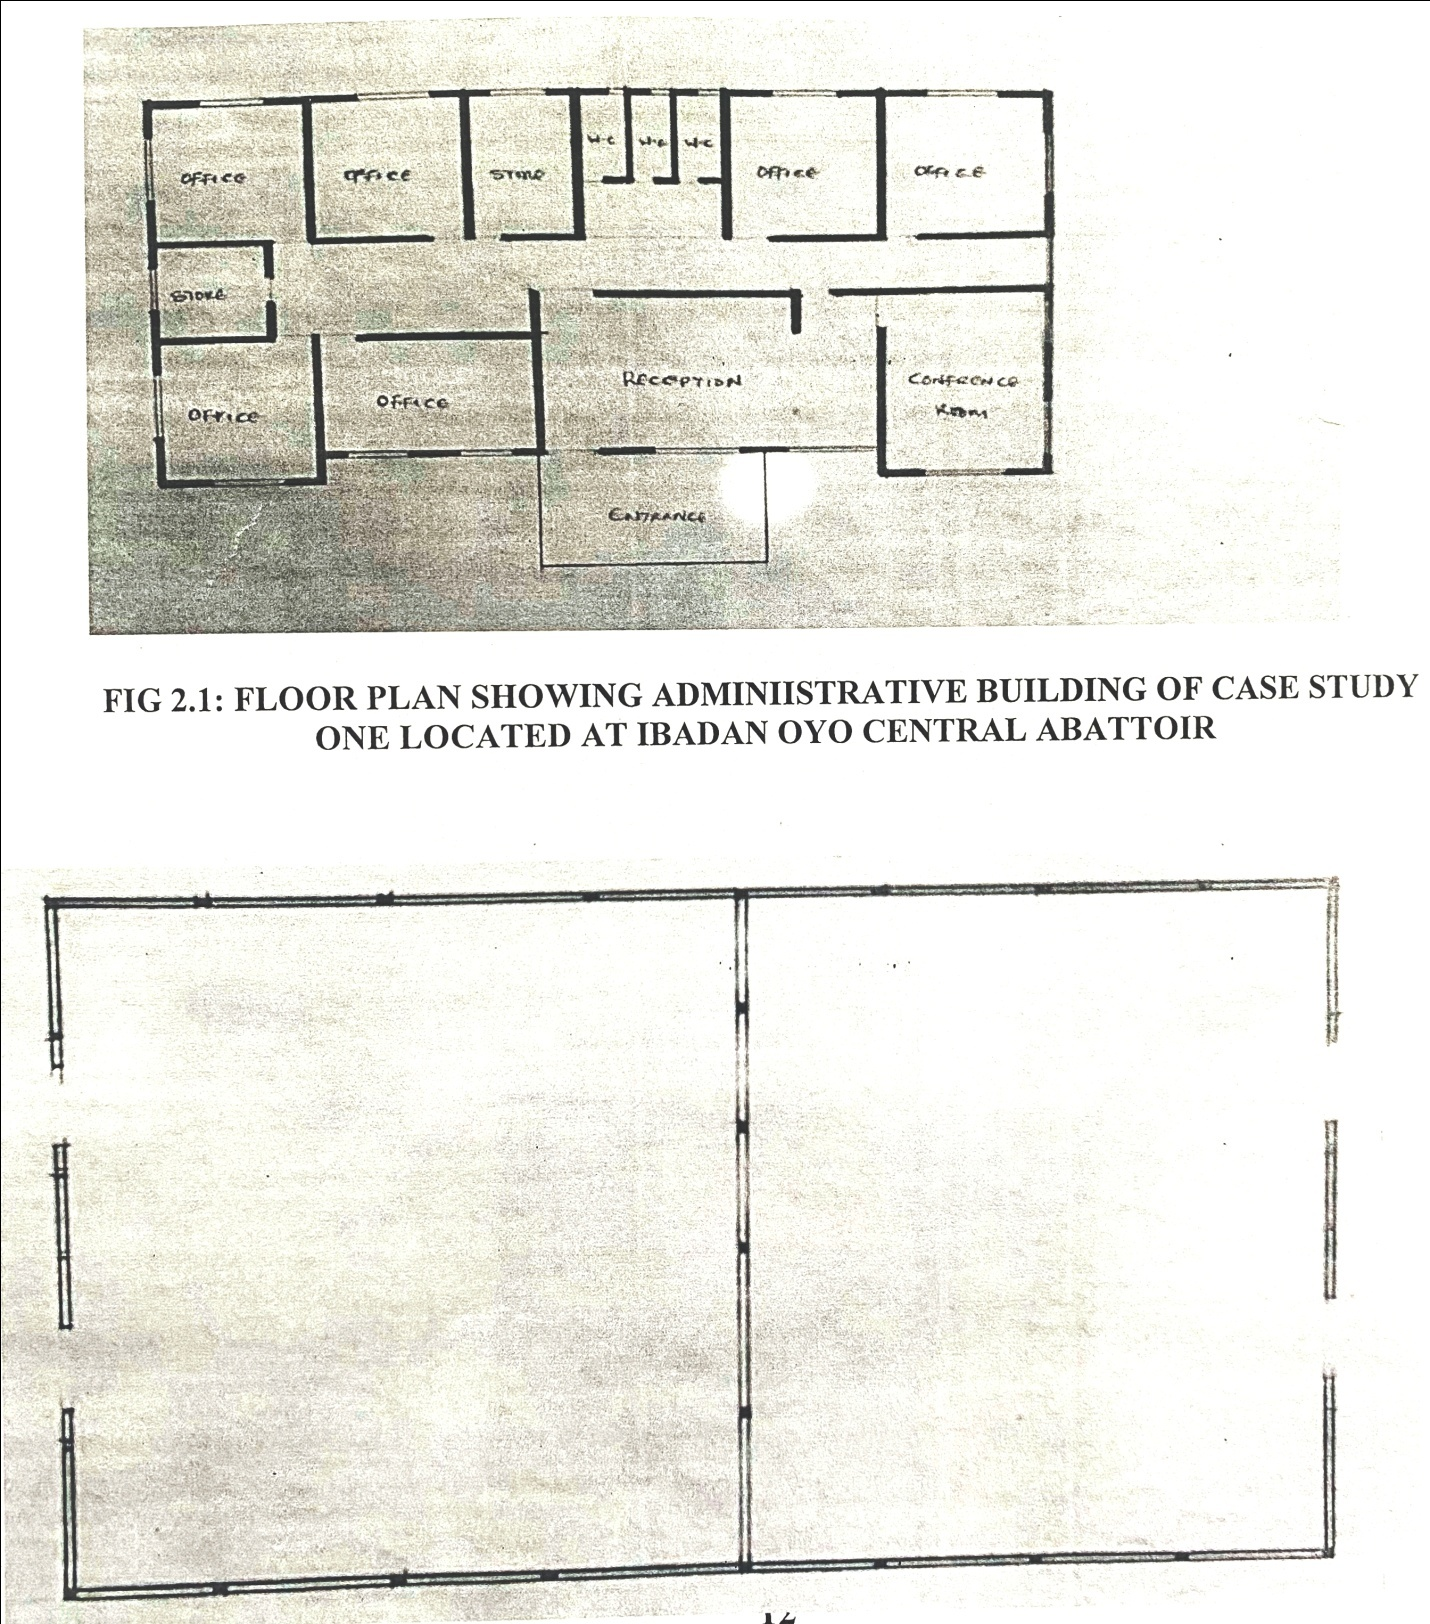 OFFICE
OFFICE
STORE
W.C
W.C
W.C
OFFICE
OFFICE
STORE
OFFICE
OFFICE
RECEPTION
CONFRENCE
ROOM
ENTRANCE
FIG 2.1: FLOOR PLAN SHOWING ADMINIISTRATIVE BUILDING OF CASE STUDY
ONE LOCATED AT IBADAN OYO CENTRAL ABATTOIR